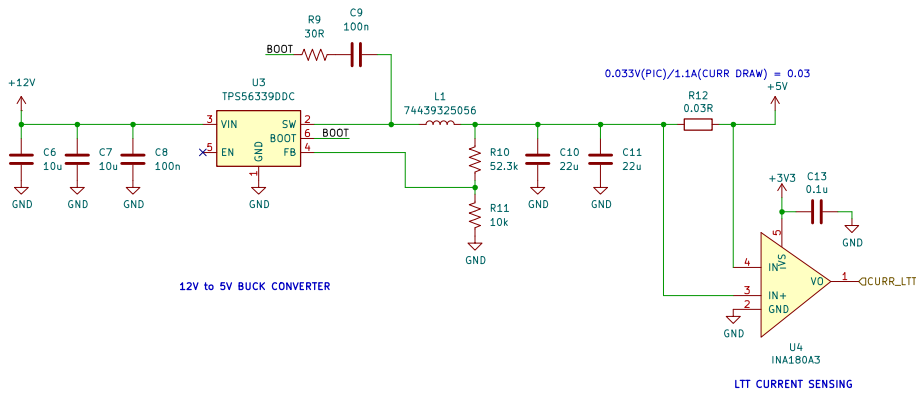 R9
30R
C9
100n
BOOT
0.033V(PIC)/1.1A(CURR DRAW) = 0.03
+12V
U3
TPS56339DDC
L1
74439325056
R12
0.03R
+5V
3 VIN
SW 2
BOOT 6
BOOT
5 EN
FB 4
GND
1
C6
10u
C7
10u
C8
100n
R10
52.3k
C10
22u
C11
22u
GND
GND
GND
GND
GND
GND
R11
10k
GND
+3V3
C13
0.1u
GND
5
VS
4 IN-
3 IN+
2 GND
VO 1
CURR_LTT
GND
U4
INA180A3
12V to 5V BUCK CONVERTER
LTT CURRENT SENSING